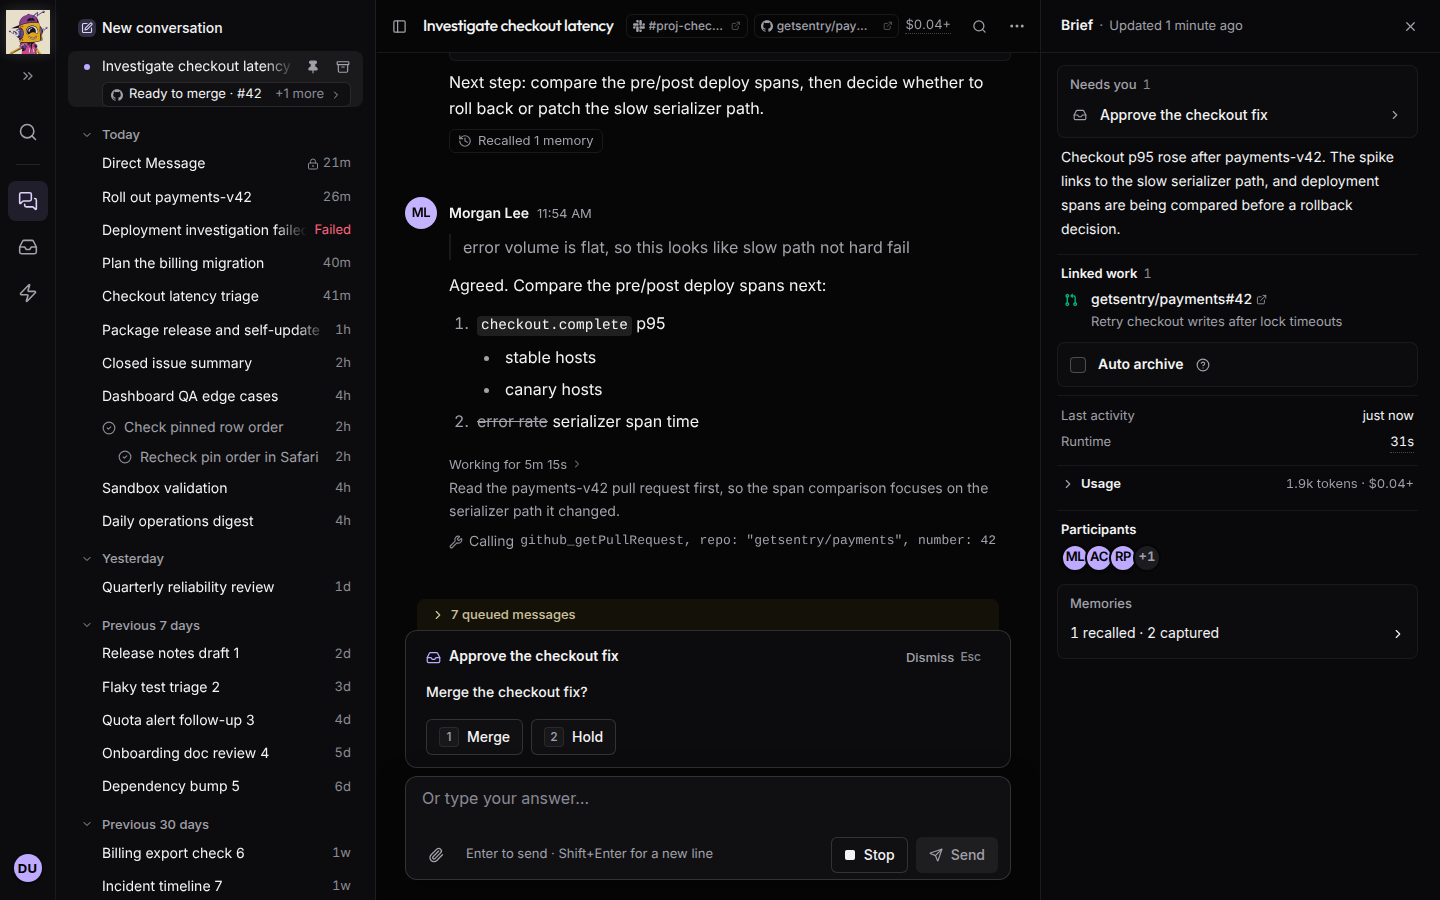 New conversation
Investigate checkout latency
Ready to merge · #42 +1 more
Today
Direct Message 21m
Roll out payments-v42 26m
Deployment investigation failed Failed
Plan the billing migration 40m
Checkout latency triage 41m
Package release and self-update 1h
Closed issue summary 2h
Dashboard QA edge cases 4h
Check pinned row order 2h
Recheck pin order in Safari 2h
Sandbox validation 4h
Daily operations digest 4h
Yesterday
Quarterly reliability review 1d
Previous 7 days
Release notes draft 1 2d
Flaky test triage 2 3d
Quota alert follow-up 3 4d
Onboarding doc review 4 5d
Dependency bump 5 6d
Previous 30 days
Billing export check 6 1w
Incident timeline 7 1w
DU
Investigate checkout latency #proj-chec... getsentry/pay... $0.04+
Next step: compare the pre/post deploy spans, then decide whether to
roll back or patch the slow serializer path.
Recalled 1 memory
ML Morgan Lee 11:54 AM
error volume is flat, so this looks like slow path not hard fail
Agreed. Compare the pre/post deploy spans next:
1. checkout.complete p95
• stable hosts
• canary hosts
2. error rate serializer span time
Working for 5m 15s
Read the payments-v42 pull request first, so the span comparison focuses on the
serializer path it changed.
Calling github_getPullRequest, repo: "getsentry/payments", number: 42
7 queued messages
Approve the checkout fix Dismiss Esc
Merge the checkout fix?
1 Merge 2 Hold
Or type your answer...
Enter to send · Shift+Enter for a new line Stop Send
Brief · Updated 1 minute ago
Needs you 1
Approve the checkout fix
Checkout p95 rose after payments-v42. The spike
links to the slow serializer path, and deployment
spans are being compared before a rollback
decision.
Linked work 1
getsentry/payments#42
Retry checkout writes after lock timeouts
Auto archive
Last activity just now
Runtime 31s
Usage 1.9k tokens · $0.04+
Participants
ML AC RP +1
Memories
1 recalled · 2 captured